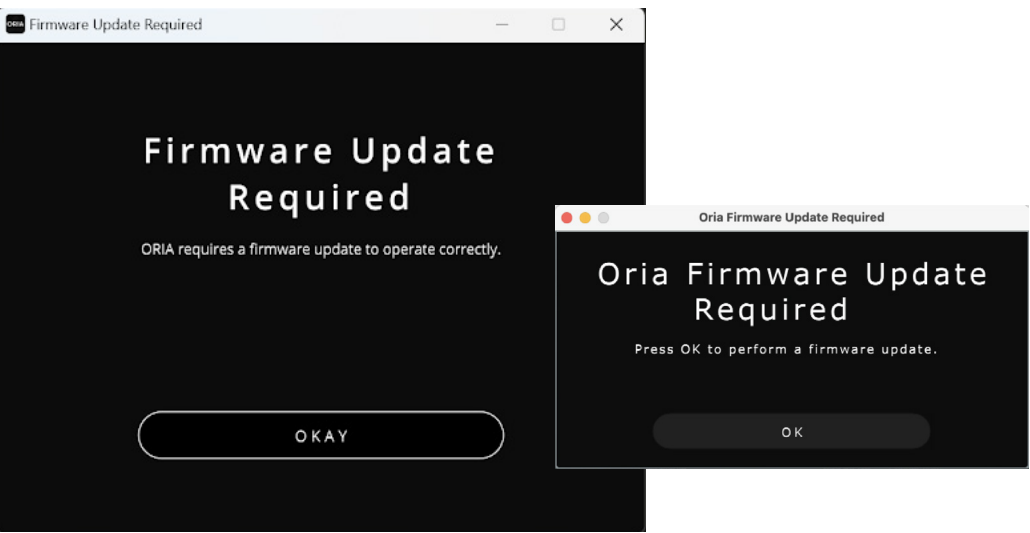 ORIA Firmware Update Required
Firmware Update
Required
ORIA requires a firmware update to operate correctly.
OKAY
Oria Firmware Update Required
Oria Firmware Update
Required
Press OK to perform a firmware update.
OK